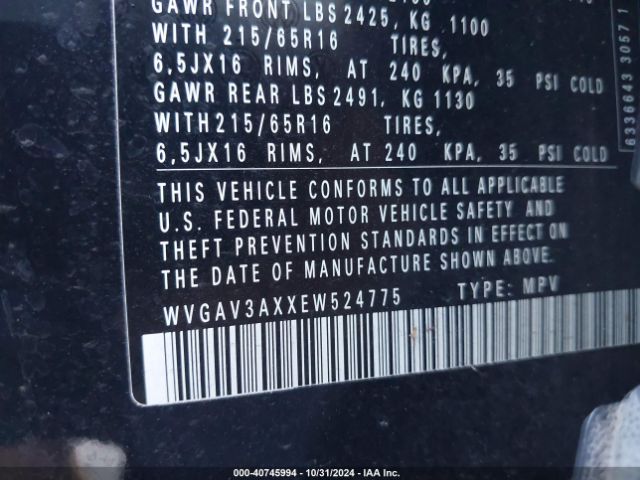 GAWR FRONT LBS 2425, KG 1100
WITH 215/65R16 TIRES,
6,5JX16 RIMS, AT 240 KPA, 35 PSI COLD
GAWR REAR LBS 2491, KG 1130
WITH 215/65R16 TIRES,
6,5JX16 RIMS, AT 240 KPA, 35 PSI COLD
THIS VEHICLE CONFORMS TO ALL APPLICABLE
U.S. FEDERAL MOTOR VEHICLE SAFETY AND
THEFT PREVENTION STANDARDS IN EFFECT ON
THE DATE OF MANUFACTURE SHOWN ABOVE.
WVGAV3AXXEW524775 TYPE: MPV
6336643 3057 1
000-40745994 - 10/31/2024 - IAA Inc.